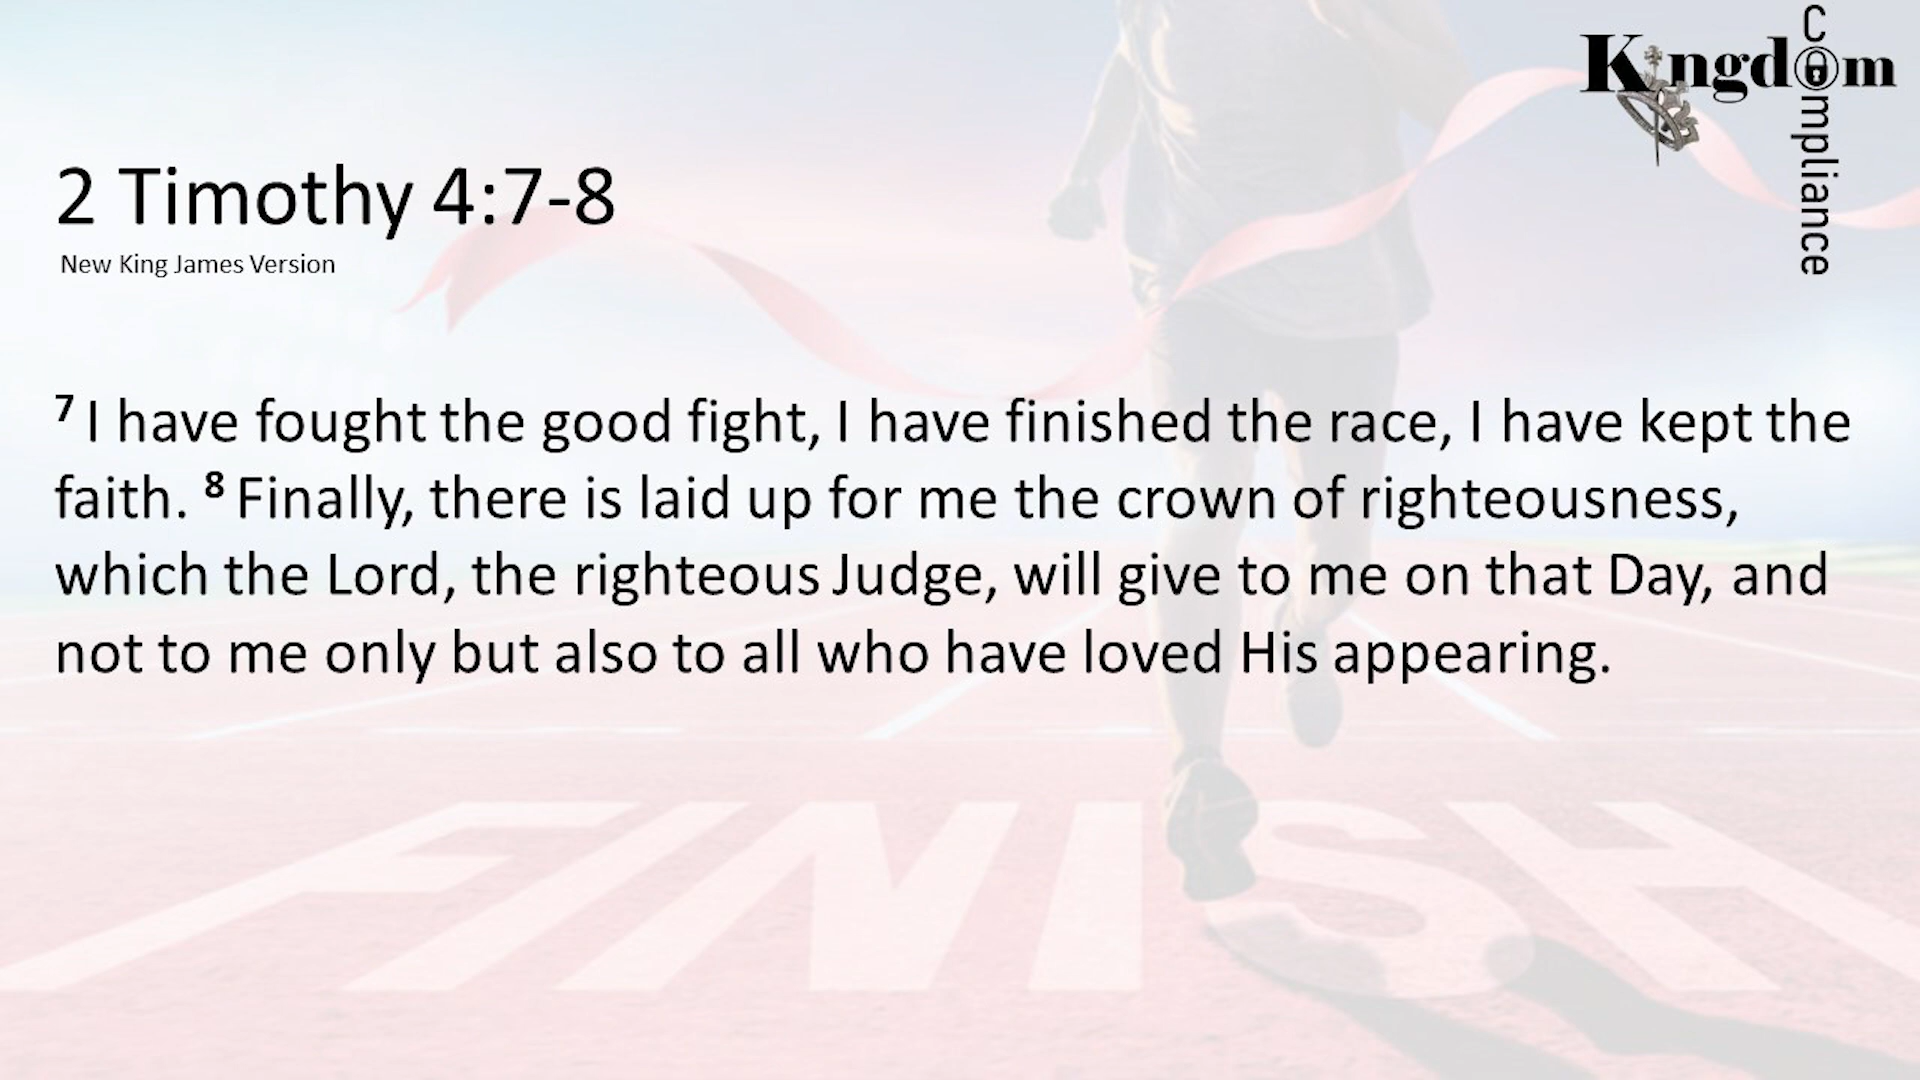 Kingdom
Compliance
2 Timothy 4:7-8
New King James Version
7 I have fought the good fight, I have finished the race, I have kept the
faith. 8 Finally, there is laid up for me the crown of righteousness,
which the Lord, the righteous Judge, will give to me on that Day, and
not to me only but also to all who have loved His appearing.
FINISH